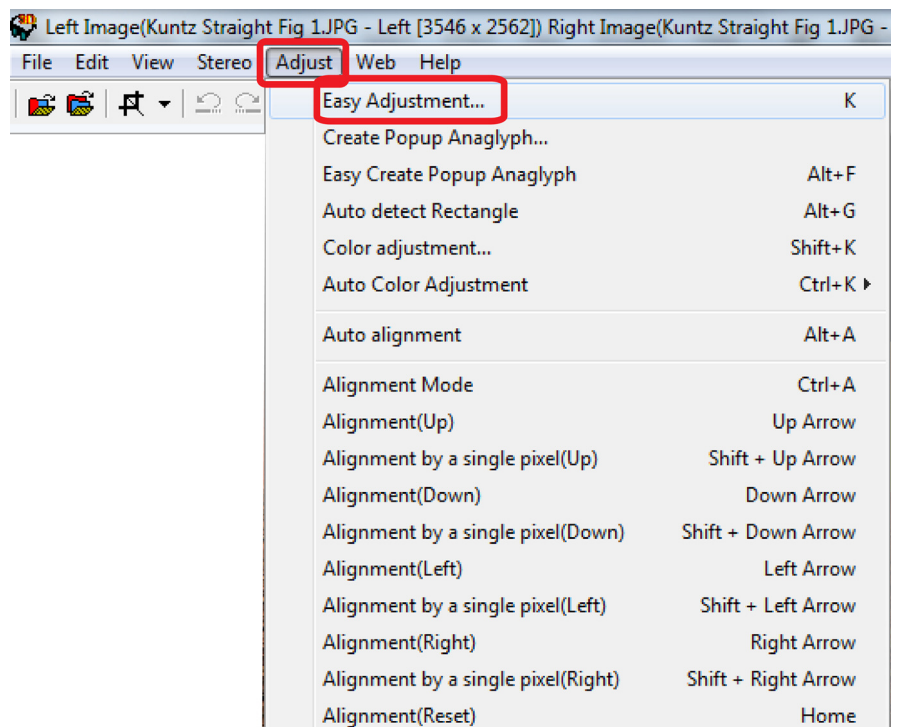 Left Image(Kuntz Straight Fig 1.JPG - Left [3546 x 2562]) Right Image(Kuntz Straight Fig 1.JPG -
File Edit View Stereo Adjust Web Help
Easy Adjustment... K
Create Popup Anaglyph...
Easy Create Popup Anaglyph Alt+F
Auto detect Rectangle Alt+G
Color adjustment... Shift+K
Auto Color Adjustment Ctrl+K
Auto alignment Alt+A
Alignment Mode Ctrl+A
Alignment(Up) Up Arrow
Alignment by a single pixel(Up) Shift + Up Arrow
Alignment(Down) Down Arrow
Alignment by a single pixel(Down) Shift + Down Arrow
Alignment(Left) Left Arrow
Alignment by a single pixel(Left) Shift + Left Arrow
Alignment(Right) Right Arrow
Alignment by a single pixel(Right) Shift + Right Arrow
Alignment(Reset) Home